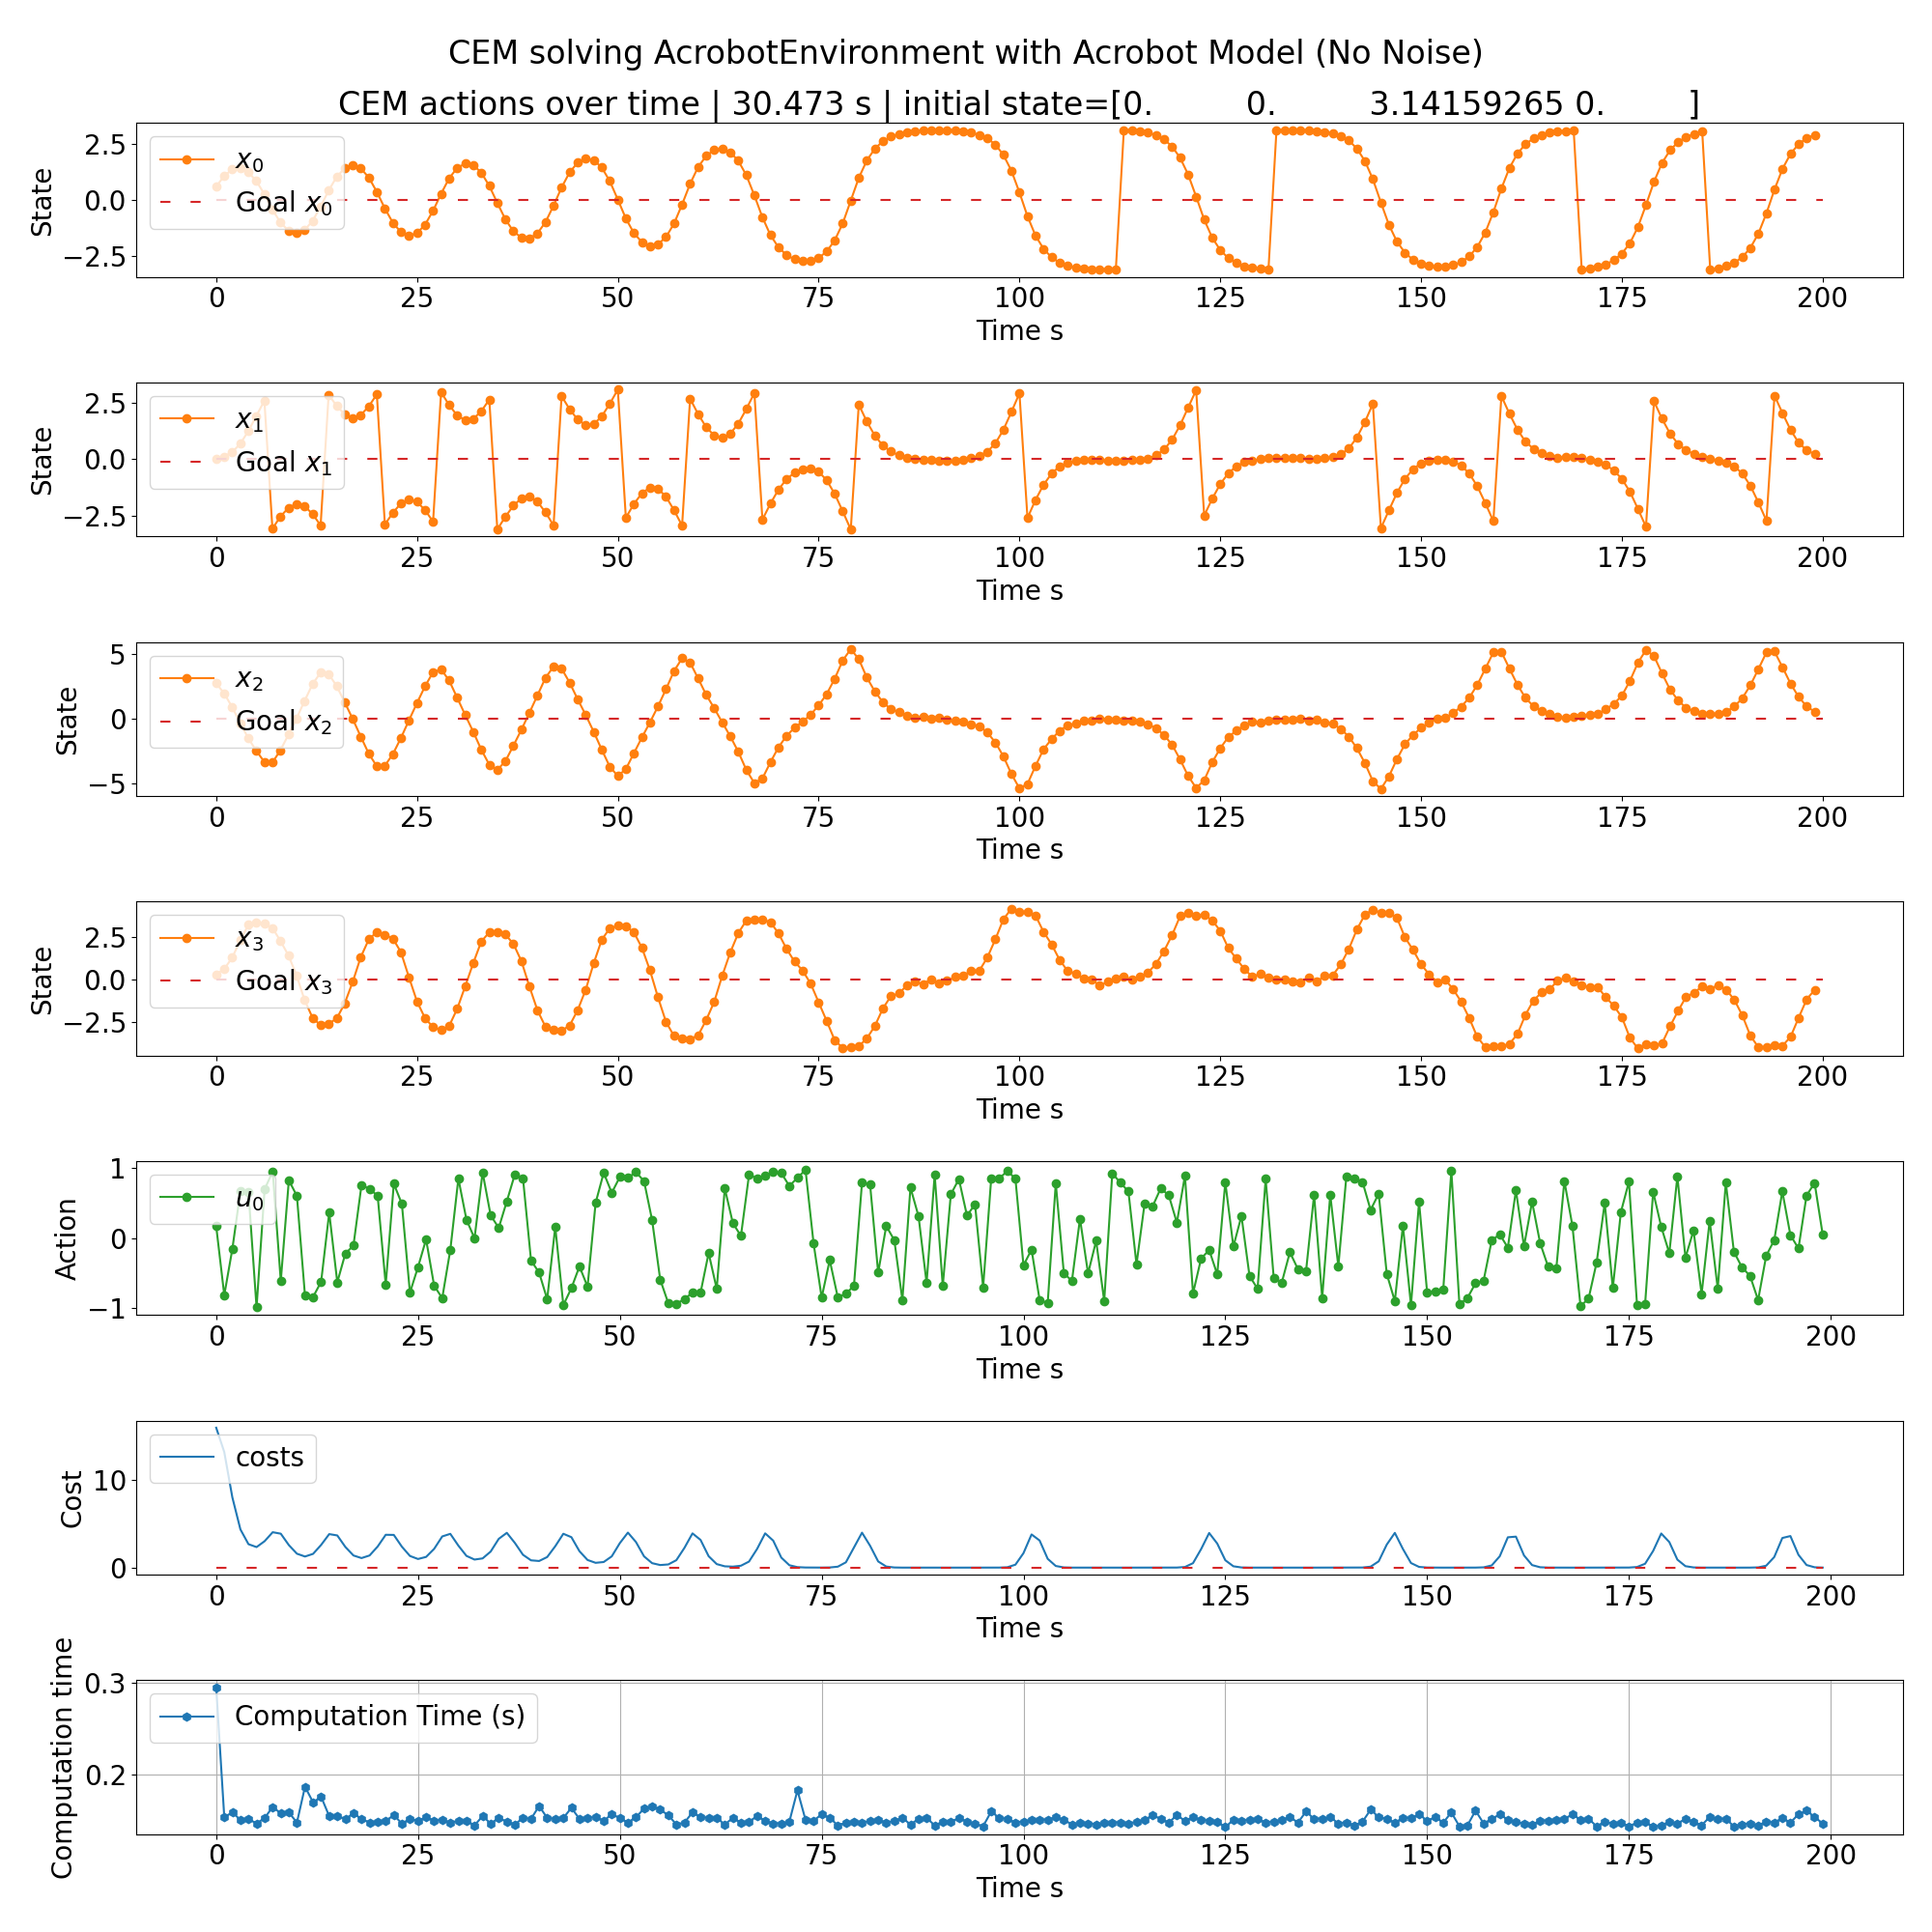 CEM solving AcrobotEnvironment with Acrobot Model (No Noise)
CEM actions over time | 30.473 s | initial state=[0. 0. 3.14159265 0. ]
State
2.5
0.0
−2.5
x₀
Goal x₀
0 25 50 75 100 125 150 175 200
Time s
State
2.5
0.0
−2.5
x₁
Goal x₁
0 25 50 75 100 125 150 175 200
Time s
State
5
0
−5
x₂
Goal x₂
0 25 50 75 100 125 150 175 200
Time s
State
2.5
0.0
−2.5
x₃
Goal x₃
0 25 50 75 100 125 150 175 200
Time s
Action
1
0
−1
u₀
0 25 50 75 100 125 150 175 200
Time s
Cost
10
0
costs
0 25 50 75 100 125 150 175 200
Time s
Computation time
0.3
0.2
Computation Time (s)
0 25 50 75 100 125 150 175 200
Time s